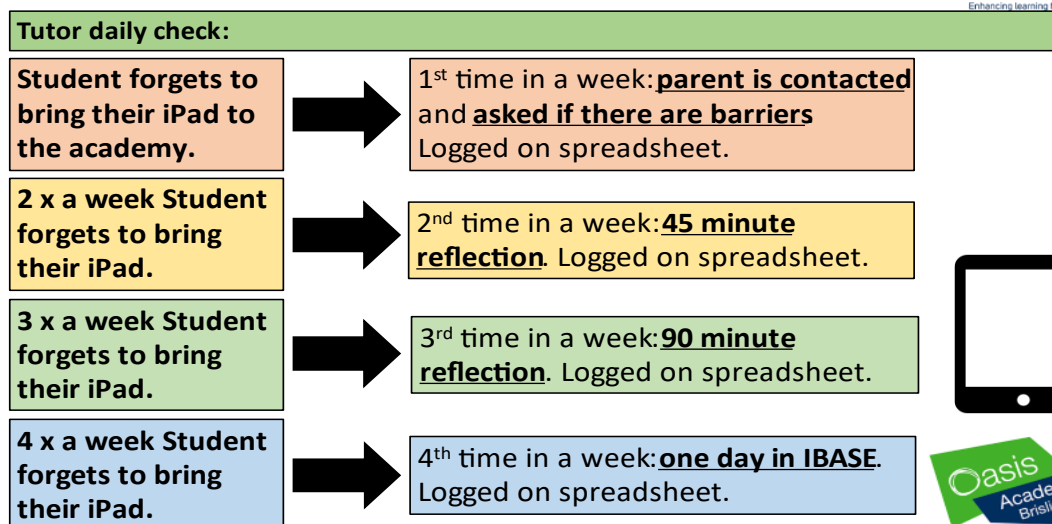 Enhancing learning
Tutor daily check:
Student forgets to
bring their iPad to
the academy.
1st time in a week: parent is contacted
and asked if there are barriers
Logged on spreadsheet.
2 x a week Student
forgets to bring
their iPad.
2nd time in a week: 45 minute
reflection. Logged on spreadsheet.
3 x a week Student
forgets to bring
their iPad.
3rd time in a week: 90 minute
reflection. Logged on spreadsheet.
4 x a week Student
forgets to bring
their iPad.
4th time in a week: one day in IBASE.
Logged on spreadsheet.
Oasis